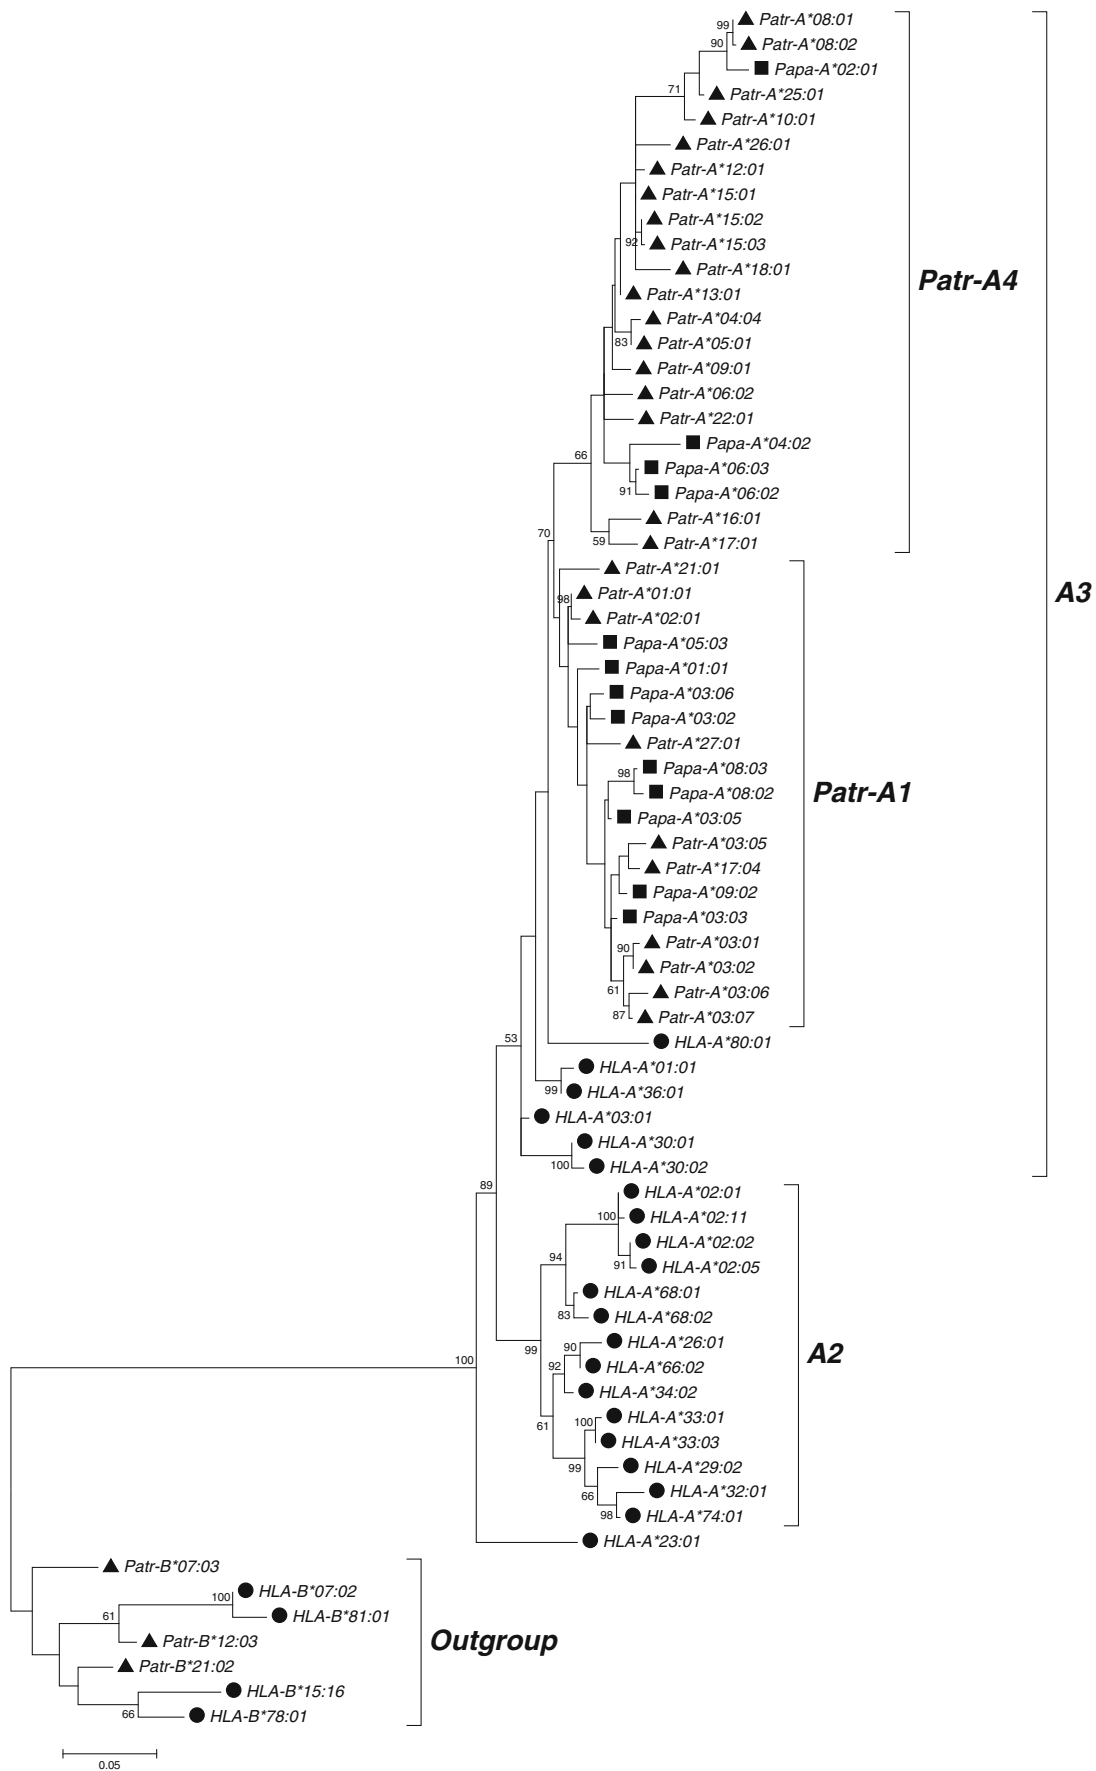 99
Patr-A*08:01
90
Patr-A*08:02
Papa-A*02:01
71
Patr-A*25:01
Patr-A*10:01
Patr-A*26:01
Patr-A*12:01
Patr-A*15:01
Patr-A*15:02
92
Patr-A*15:03
Patr-A*18:01
Patr-A4
Patr-A*13:01
Patr-A*04:04
83
Patr-A*05:01
Patr-A*09:01
Patr-A*06:02
Patr-A*22:01
Papa-A*04:02
66
Papa-A*06:03
91
Papa-A*06:02
Patr-A*16:01
70
59
Patr-A*17:01
Patr-A*21:01
98
Patr-A*01:01
A3
Patr-A*02:01
Papa-A*05:03
Papa-A*01:01
Papa-A*03:06
Papa-A*03:02
Patr-A*27:01
98
Papa-A*08:03
Papa-A*08:02
Patr-A1
Papa-A*03:05
Patr-A*03:05
Patr-A*17:04
Papa-A*09:02
Papa-A*03:03
90
Patr-A*03:01
Patr-A*03:02
61
Patr-A*03:06
87
Patr-A*03:07
53
HLA-A*80:01
HLA-A*01:01
99
HLA-A*36:01
HLA-A*03:01
HLA-A*30:01
100
HLA-A*30:02
89
HLA-A*02:01
100
HLA-A*02:11
HLA-A*02:02
94
91
HLA-A*02:05
HLA-A*68:01
83
HLA-A*68:02
99
90
HLA-A*26:01
A2
100
92
HLA-A*66:02
HLA-A*34:02
61
100
HLA-A*33:01
HLA-A*33:03
99
HLA-A*29:02
66
HLA-A*32:01
98
HLA-A*74:01
HLA-A*23:01
Patr-B*07:03
100
HLA-B*07:02
61
HLA-B*81:01
Patr-B*12:03
Outgroup
Patr-B*21:02
HLA-B*15:16
66
HLA-B*78:01
0.05